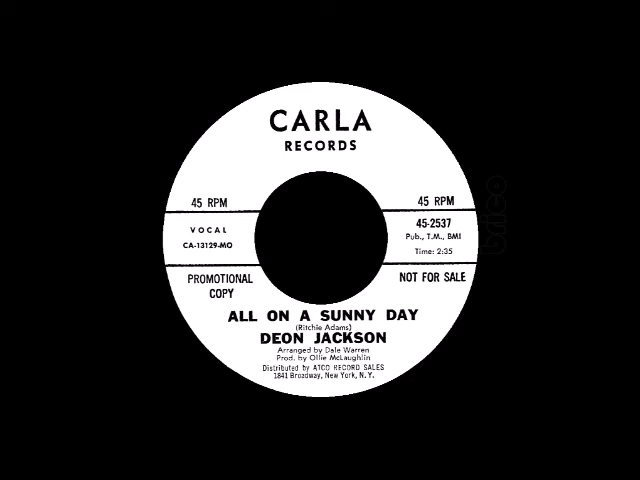 CARLA
RECORDS
45 RPM
45 RPM
VOCAL
CA-13129-MO
45-2537
Pub., T.M., BMI
Time: 2:35
PROMOTIONAL
COPY
NOT FOR SALE
ALL ON A SUNNY DAY
(Ritchie Adams)
DEON JACKSON
Arranged by Dale Warren
Prod. by Ollie McLaughlin
Distributed by ATCO RECORD SALES
1841 Broadway, New York, N.Y.